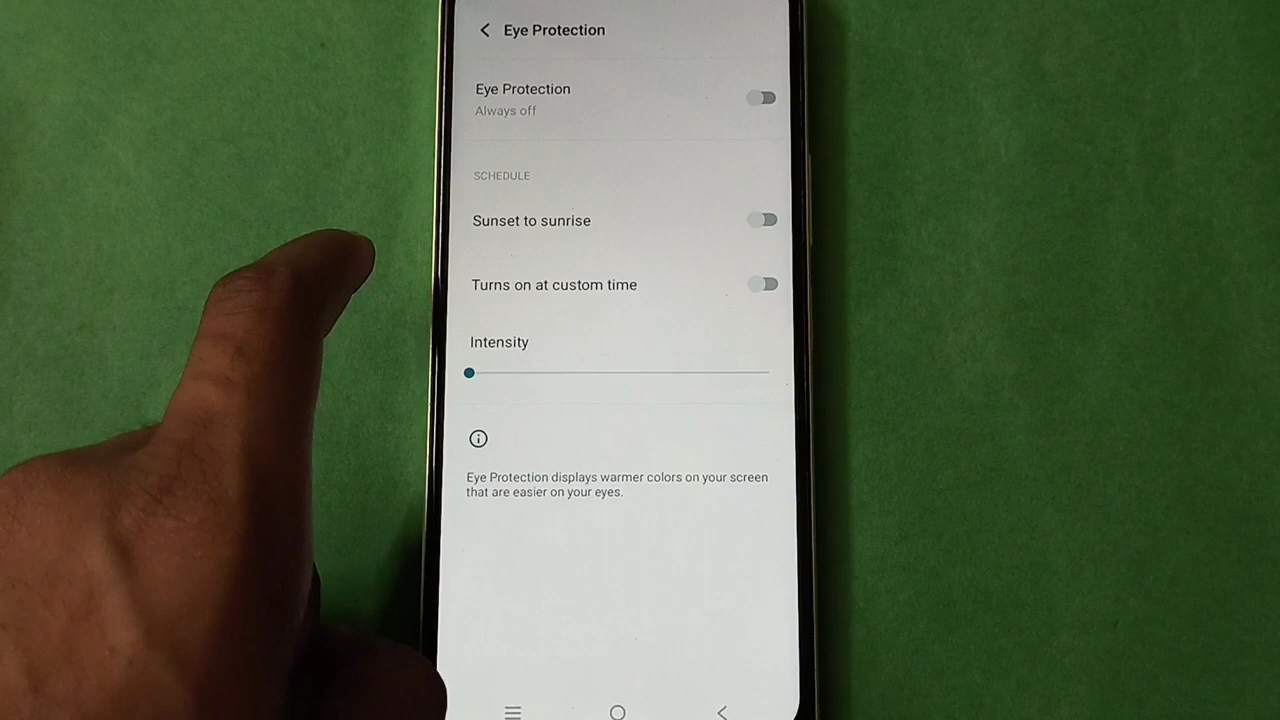 Eye Protection
Eye Protection
Always off
SCHEDULE
Sunset to sunrise
Turns on at custom time
Intensity
Eye Protection displays warmer colors on your screen
that are easier on your eyes.